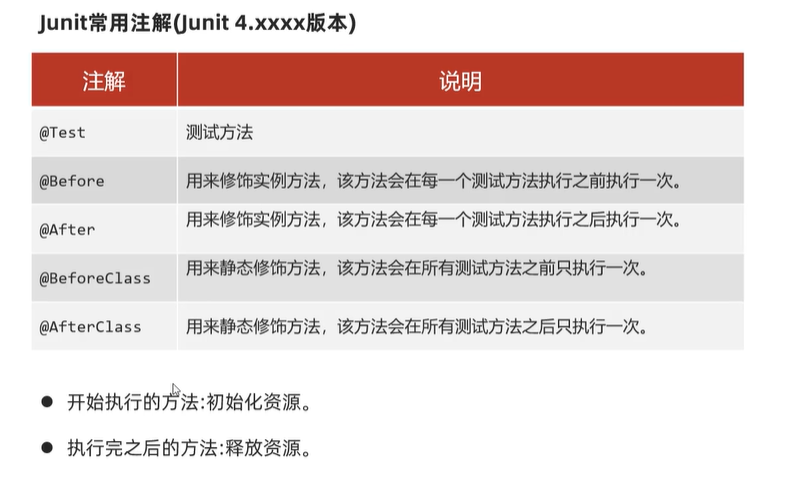 Junit常用注解(Junit 4.xxxx版本)
注解 说明
@Test 测试方法
@Before 用来修饰实例方法，该方法会在每一个测试方法执行之前执行一次。
@After 用来修饰实例方法，该方法会在每一个测试方法执行之后执行一次。
@BeforeClass 用来静态修饰方法，该方法会在所有测试方法之前只执行一次。
@AfterClass 用来静态修饰方法，该方法会在所有测试方法之后只执行一次。
● 开始执行的方法:初始化资源。
● 执行完之后的方法:释放资源。